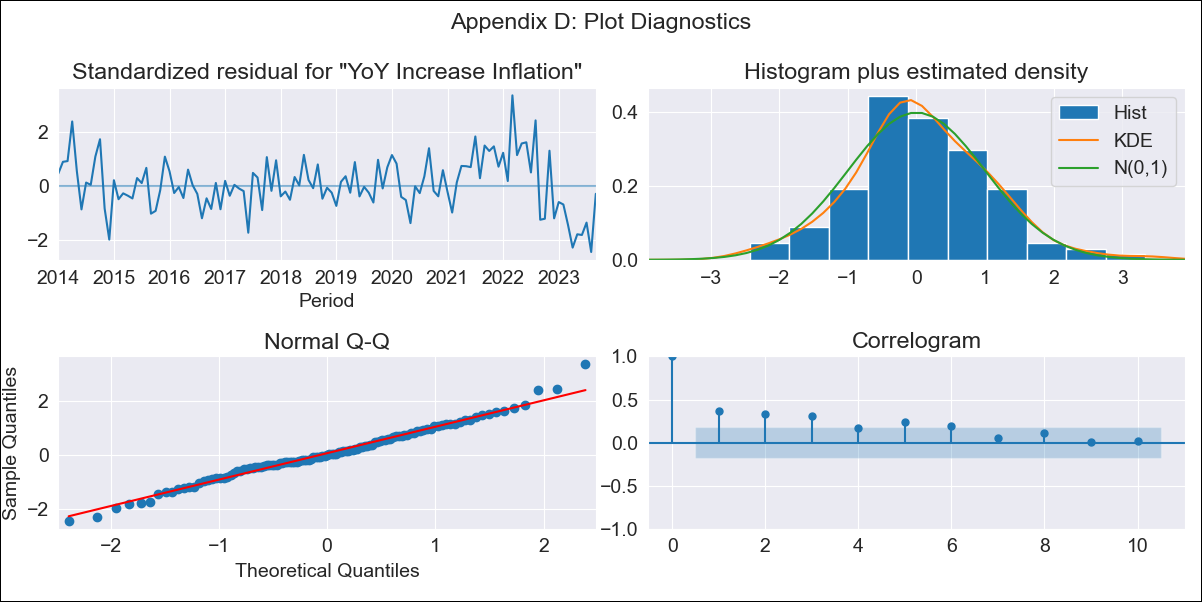 Appendix D: Plot Diagnostics
Standardized residual for "YoY Increase Inflation"
2
0
−2
2014 2015 2016 2017 2018 2019 2020 2021 2022 2023
Period
Histogram plus estimated density
0.4
0.2
0.0
Hist
KDE
N(0,1)
−3 −2 −1 0 1 2 3
Normal Q-Q
Sample Quantiles
2
0
−2
−2 −1 0 1 2
Theoretical Quantiles
Correlogram
1.0
0.5
0.0
−0.5
−1.0
0 2 4 6 8 10